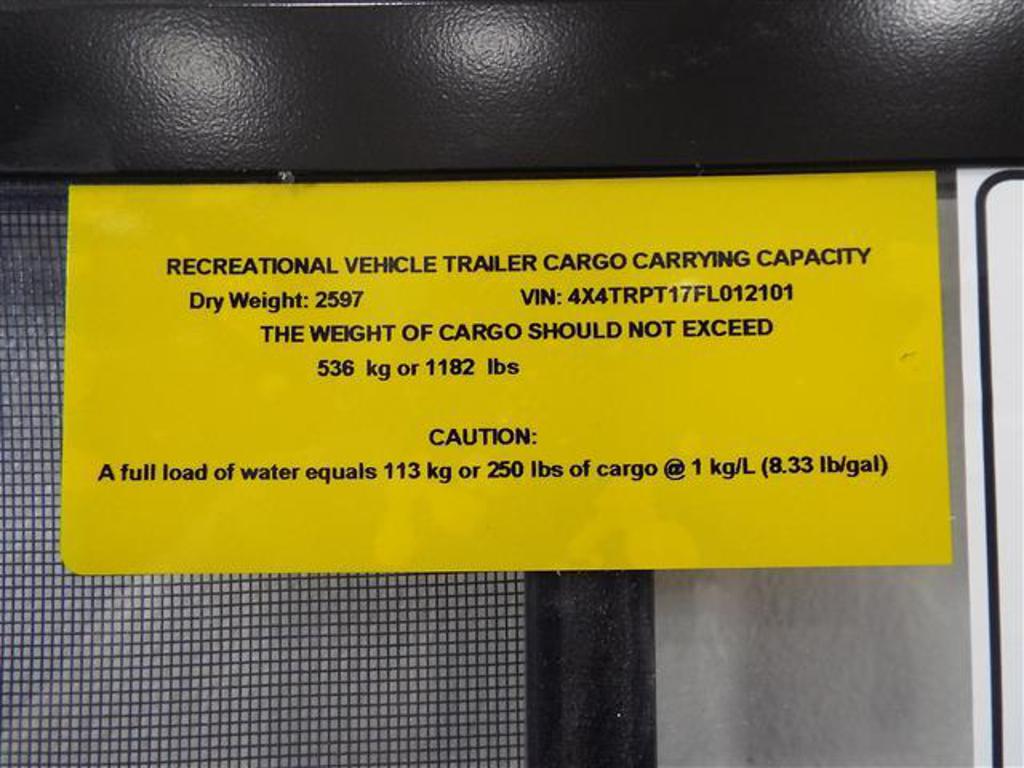 RECREATIONAL VEHICLE TRAILER CARGO CARRYING CAPACITY
Dry Weight: 2597 VIN: 4X4TRPT17FL012101
THE WEIGHT OF CARGO SHOULD NOT EXCEED
536 kg or 1182 lbs
CAUTION:
A full load of water equals 113 kg or 250 lbs of cargo @ 1 kg/L (8.33 lb/gal)